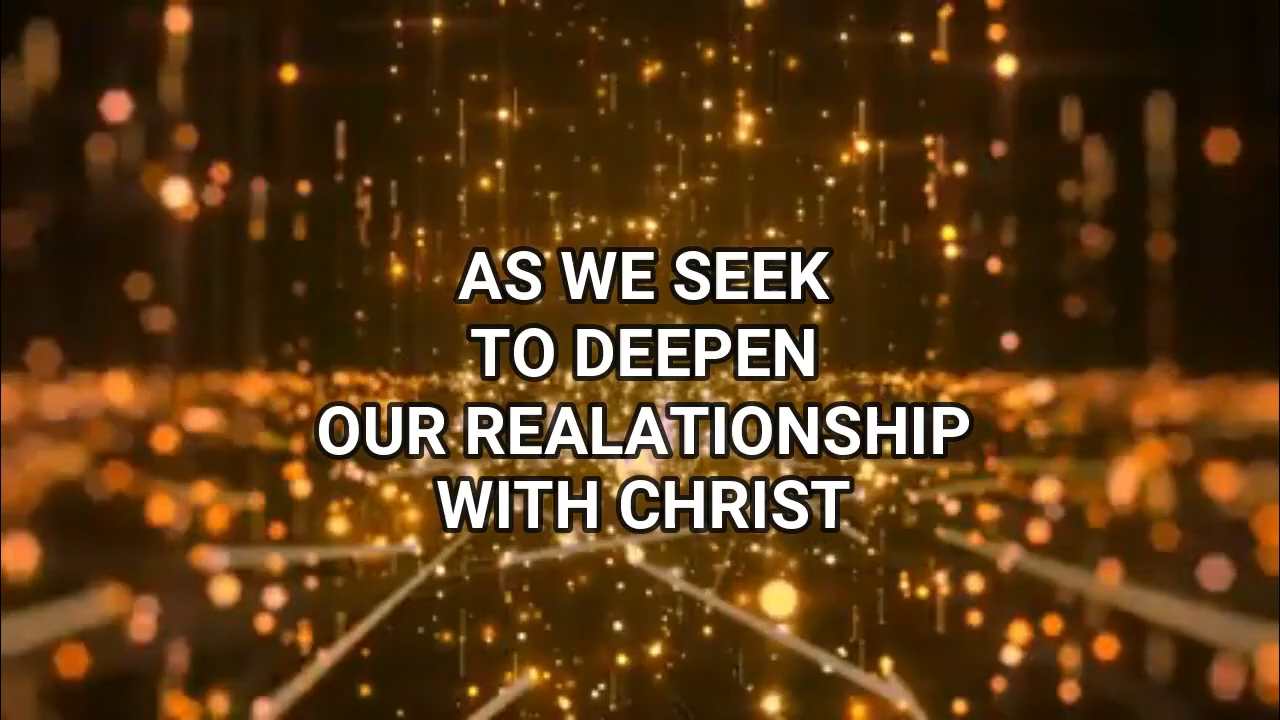 AS WE SEEK
TO DEEPEN
OUR REALATIONSHIP
WITH CHRIST